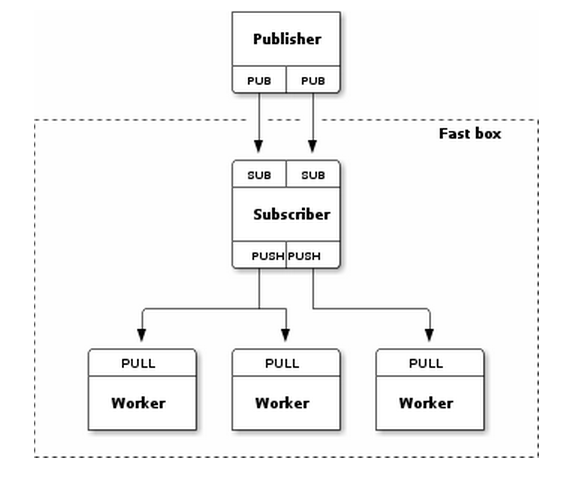 Publisher
PUB PUB
Fast box
SUB SUB
Subscriber
PUSH PUSH
PULL PULL PULL
Worker Worker Worker